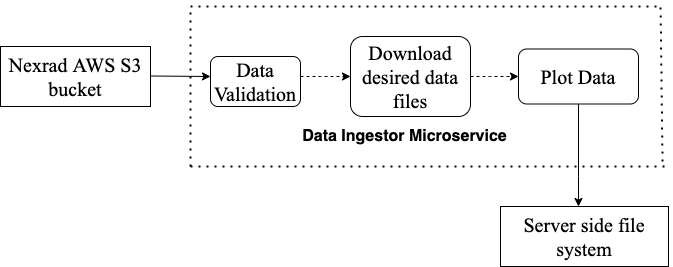 Nexrad AWS S3
bucket
Data
Validation
Download
desired data
files
Plot Data
Data Ingestor Microservice
Server side file
system